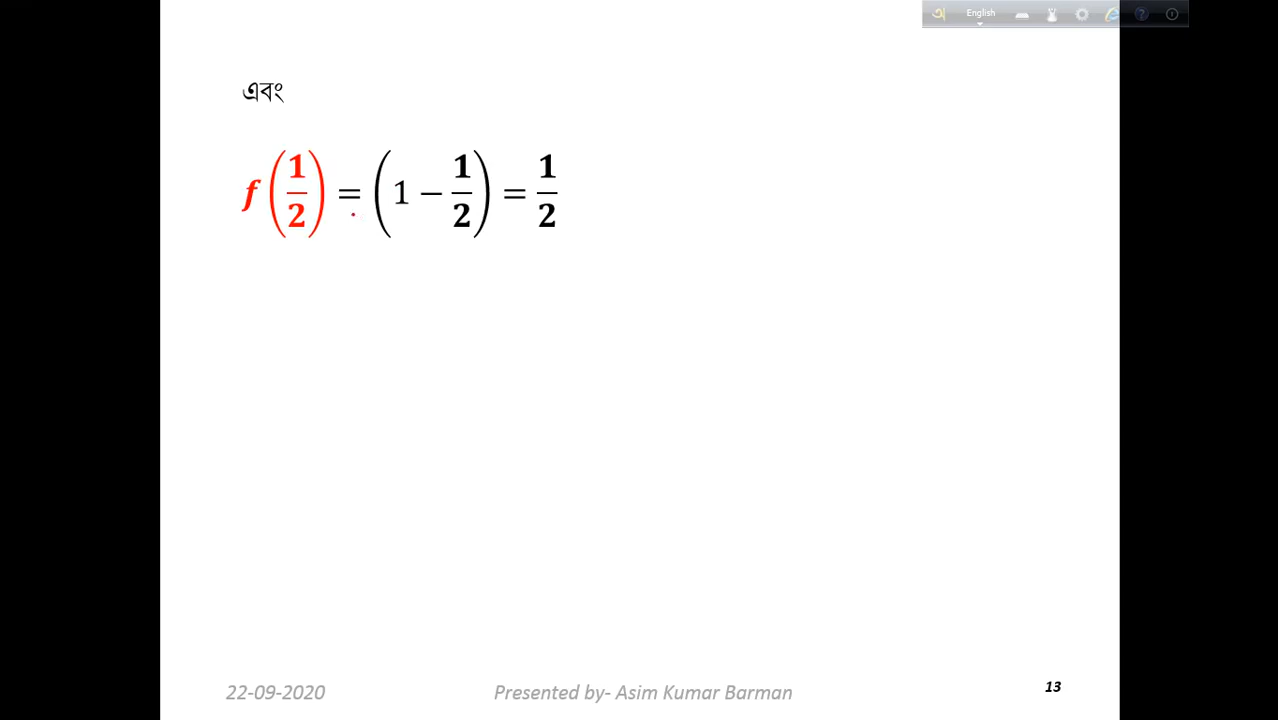 English
এবং
f(1/2) = (1 − 1/2) = 1/2
22-09-2020 Presented by- Asim Kumar Barman 13